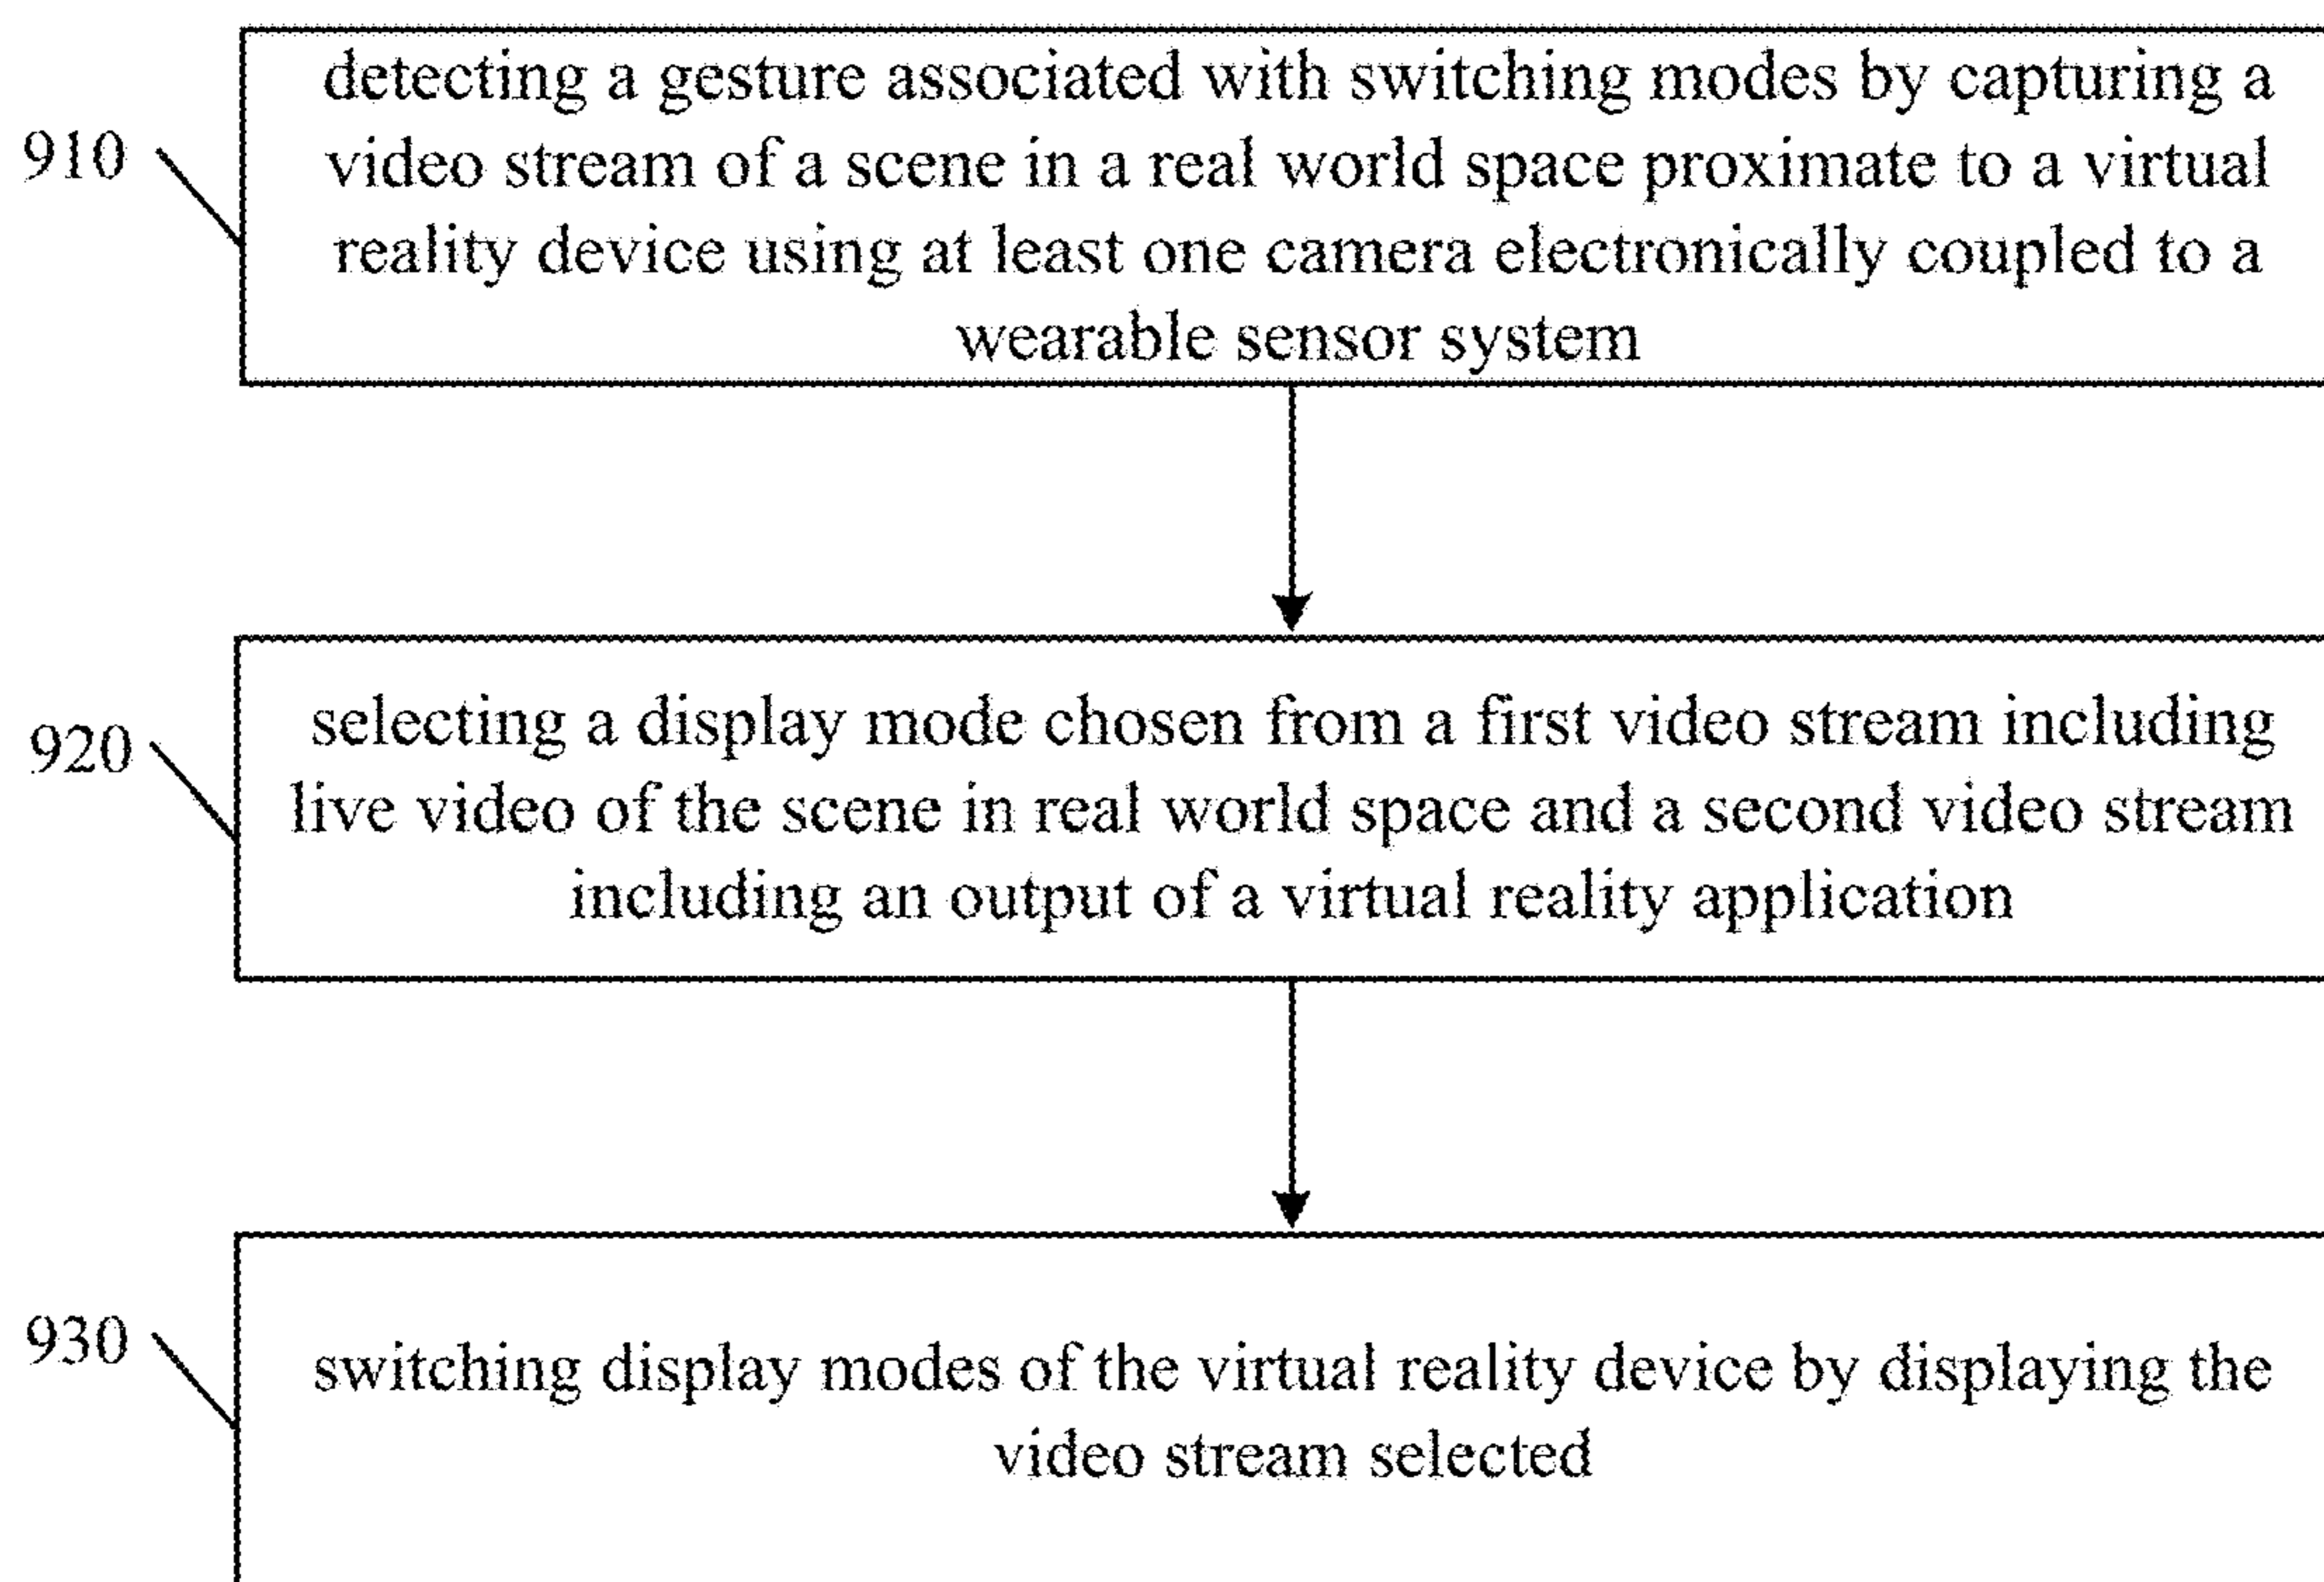 detecting a gesture associated with switching modes by capturing a
910
video stream of a scene in a real world space proximate to a virtual
reality device using at least one camera electronically coupled to a
wearable sensor system
selecting a display mode chosen from a first video stream including
920
live video of the scene in real world space and a second video stream
including an output of a virtual reality application
930
switching display modes of the virtual reality device by displaying the
video stream selected